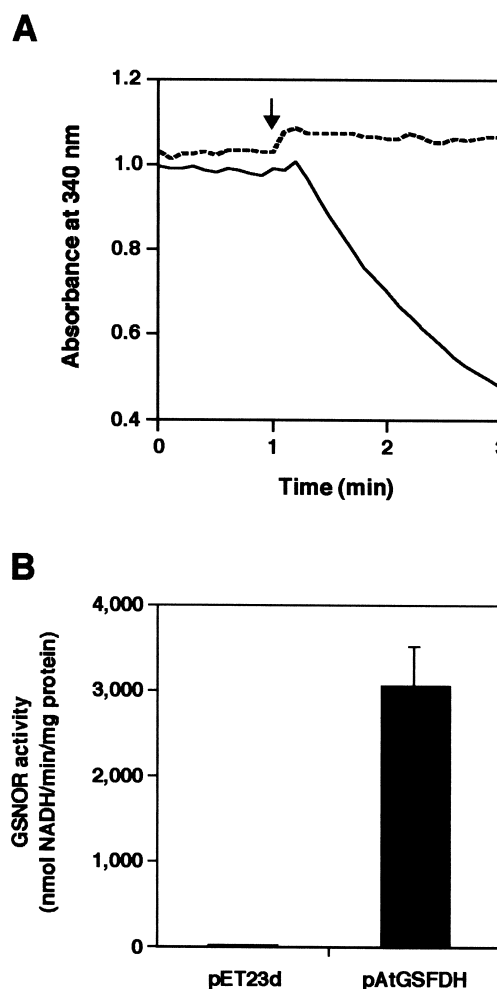 A
1.2
1.0
0.8
0.6
0.4
Absorbance at 340 nm
0
1
2
Time (min)
B
4,000
3,000
2,000
1,000
0
GSNOR activity
(nmol NADH/min/mg protein)
pET23d
pAtGSFDH